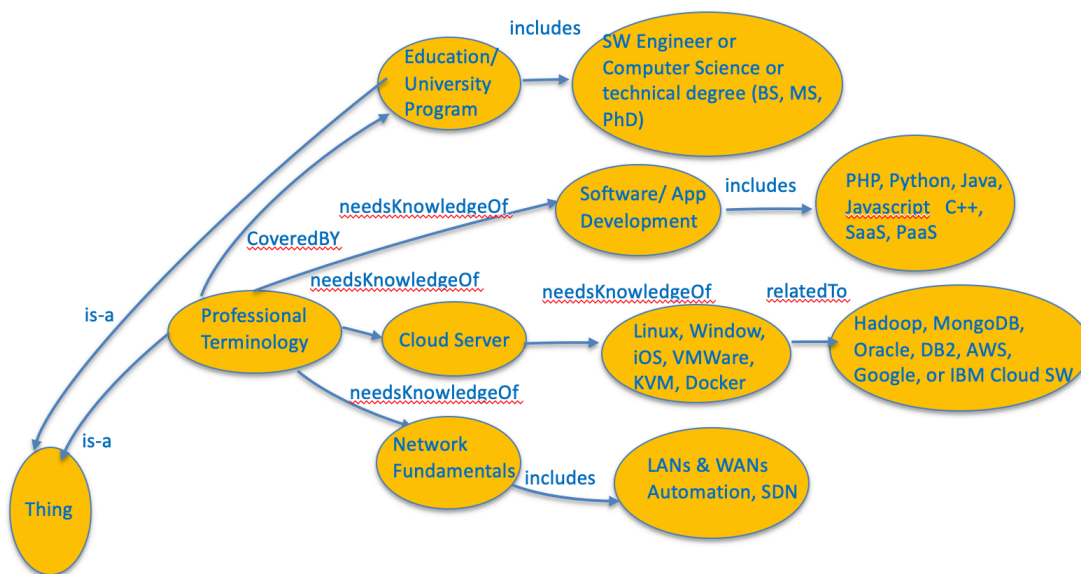 includes
Education/
University
Program
SW Engineer or
Computer Science or
technical degree (BS, MS,
PhD)
needsKnowledgeOf
Software/ App
Development
includes
PHP, Python, Java,
Javascript C++,
SaaS, PaaS
CoveredBY
needsKnowledgeOf
is-a
Professional
Terminology
Cloud Server
needsKnowledgeOf
Linux, Window,
iOS, VMWare,
KVM, Docker
relatedTo
Hadoop, MongoDB,
Oracle, DB2, AWS,
Google, or IBM Cloud SW
needsKnowledgeOf
is-a
Network
Fundamentals
includes
LANs & WANs
Automation, SDN
Thing